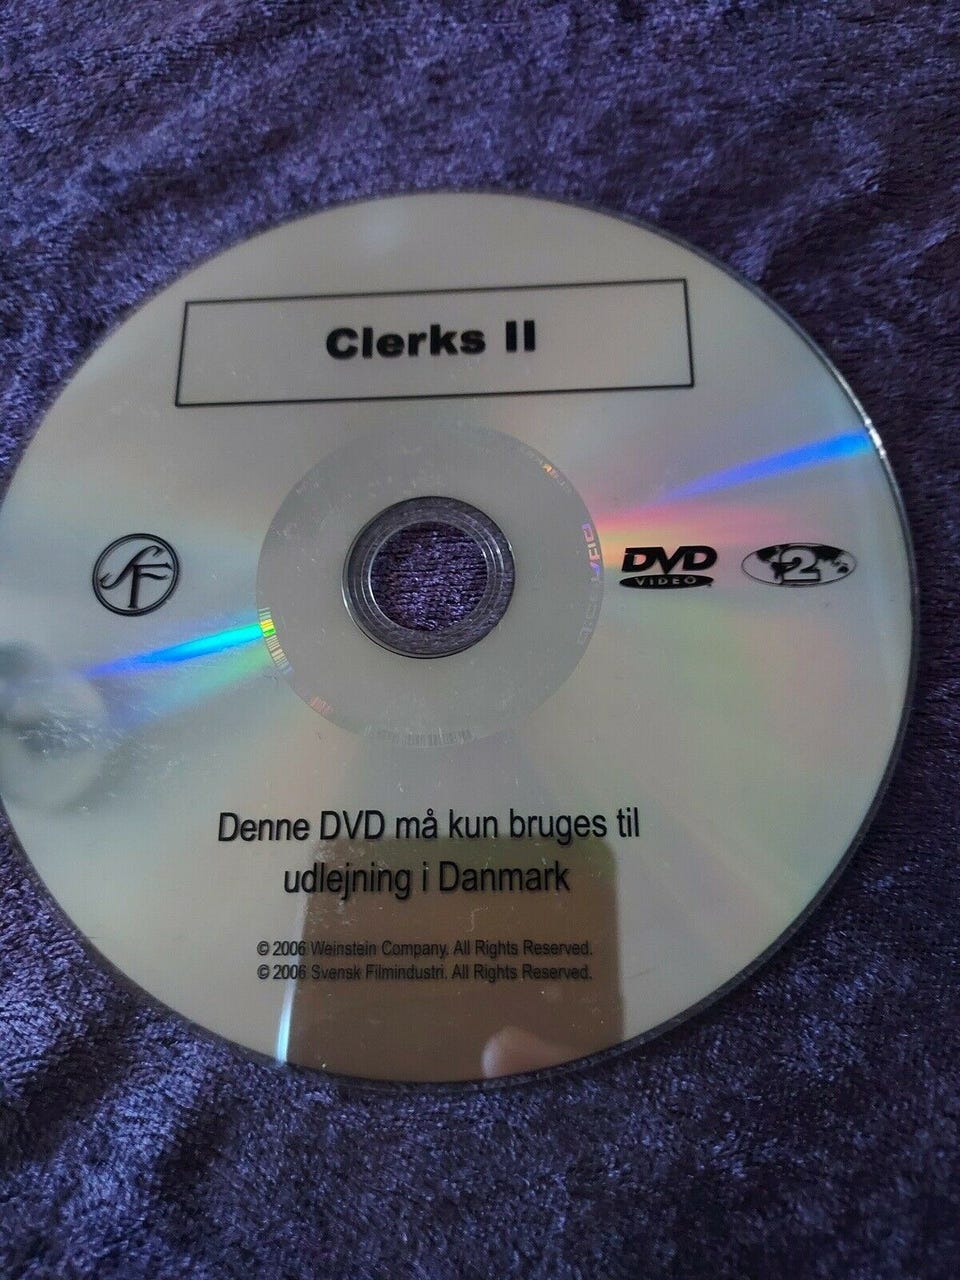 Clerks II
SF
DVD
VIDEO
2
Denne DVD må kun bruges til
udlejning i Danmark
© 2006 Weinstein Company. All Rights Reserved.
© 2006 Svensk Filmindustri. All Rights Reserved.